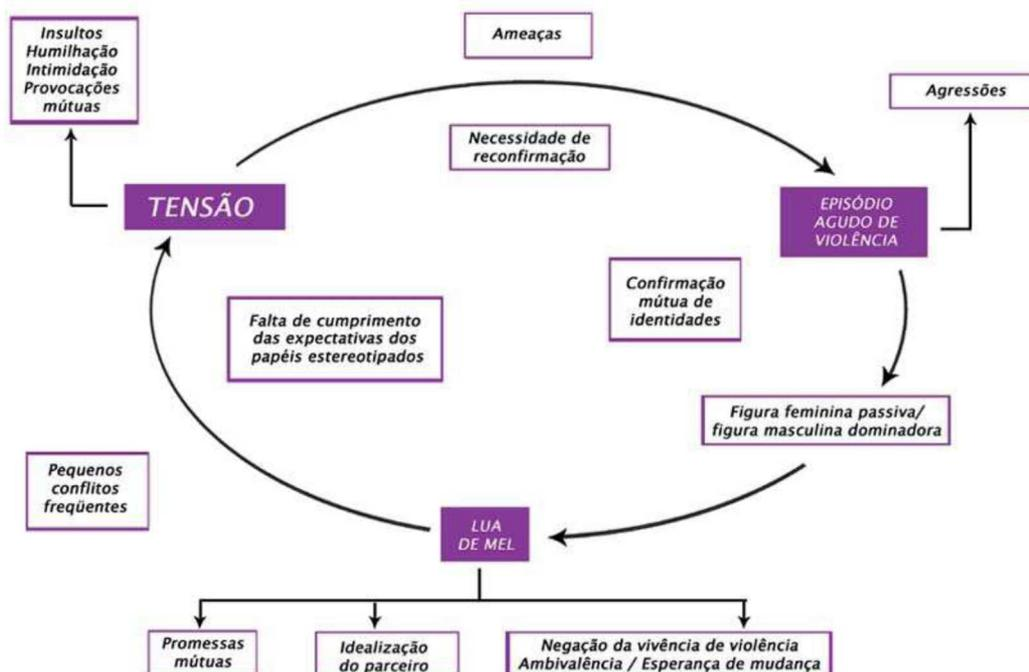 Insultos
Humilhação
Intimidação
Provocações
mútuas
Ameaças
Agressões
Necessidade de
reconfirmação
TENSÃO
EPISÓDIO
AGUDO DE
VIOLÊNCIA
Confirmação
mútua de
identidades
Falta de cumprimento
das expectativas dos
papéis estereotipados
Figura feminina passiva/
figura masculina dominadora
Pequenos
conflitos
freqüentes
LUA
DE MEL
Promessas
mútuas
Idealização
do parceiro
Negação da vivência de violência
Ambivalência / Esperança de mudança